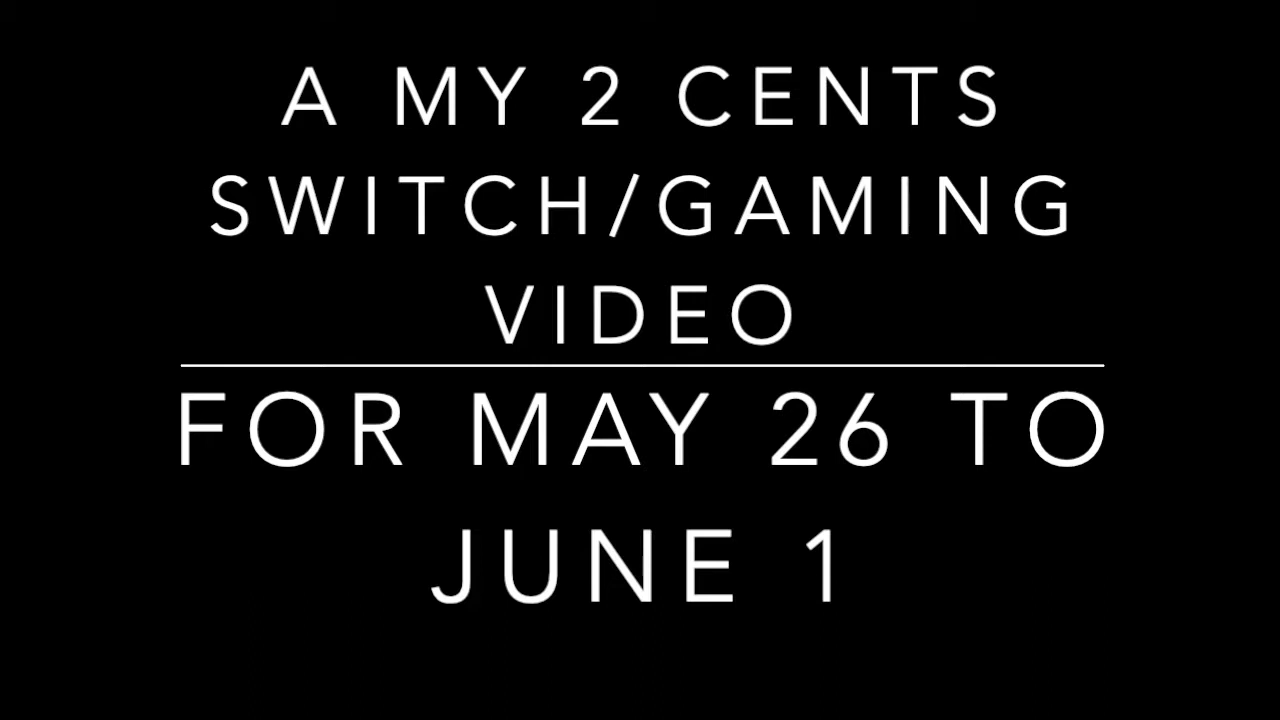 A MY 2 CENTS
SWITCH/GAMING
VIDEO
FOR MAY 26 TO
JUNE 1